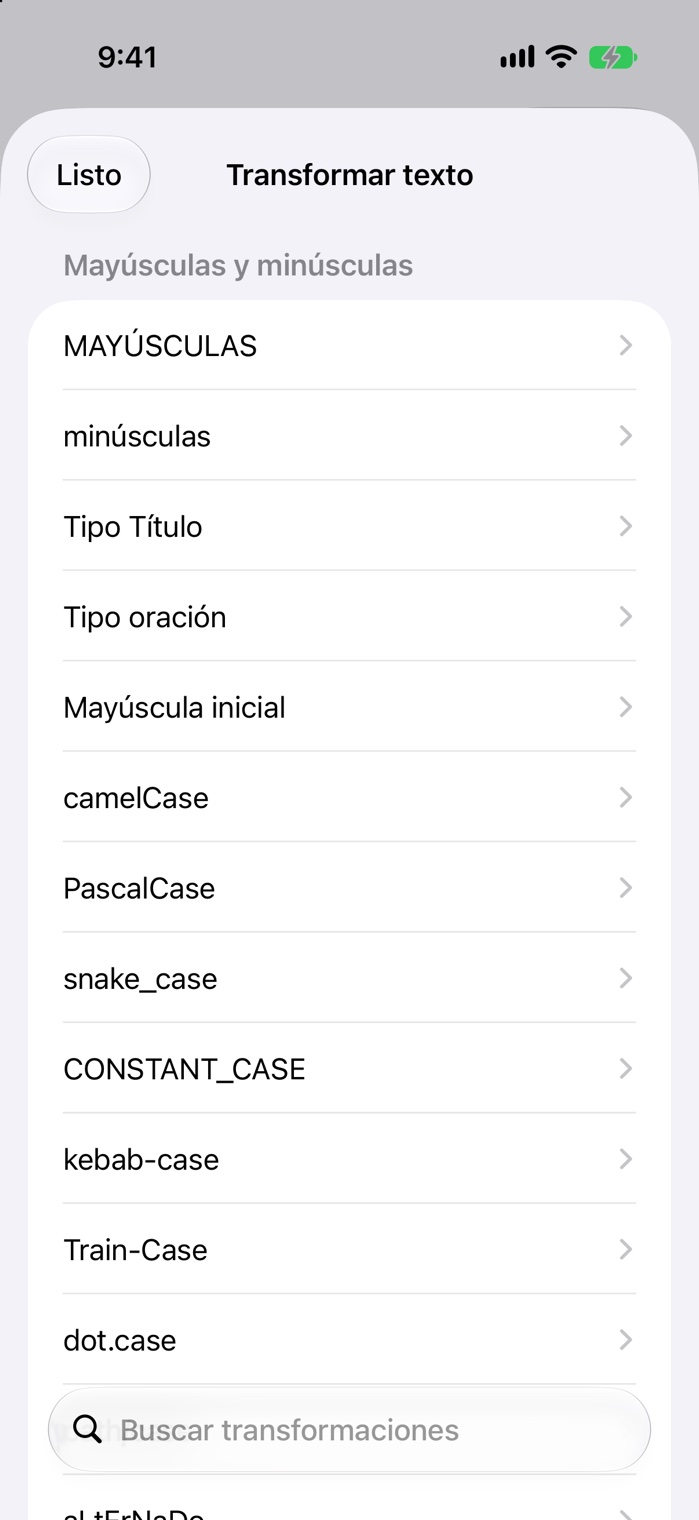 9:41
Listo
Transformar texto
Mayúsculas y minúsculas
MAYÚSCULAS
minúsculas
Tipo Título
Tipo oración
Mayúscula inicial
camelCase
PascalCase
snake_case
CONSTANT_CASE
kebab-case
Train-Case
dot.case
Buscar transformaciones
aLtErNaDo